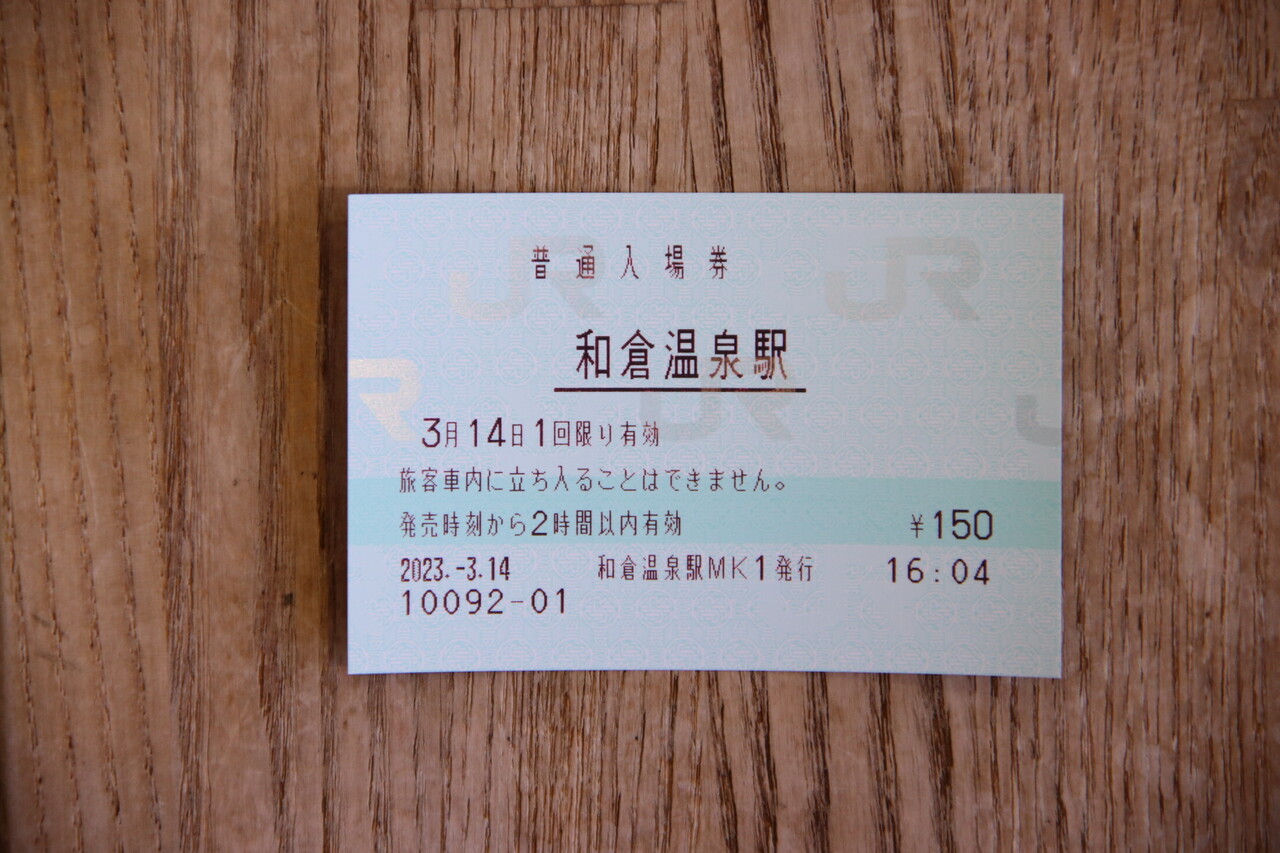 普通入場券
和倉温泉駅
3月14日1回限り有効
旅客車内に立ち入ることはできません。
発売時刻から2時間以内有効 ¥150
2023.-3.14 和倉温泉駅MK1発行 16:04
10092-01